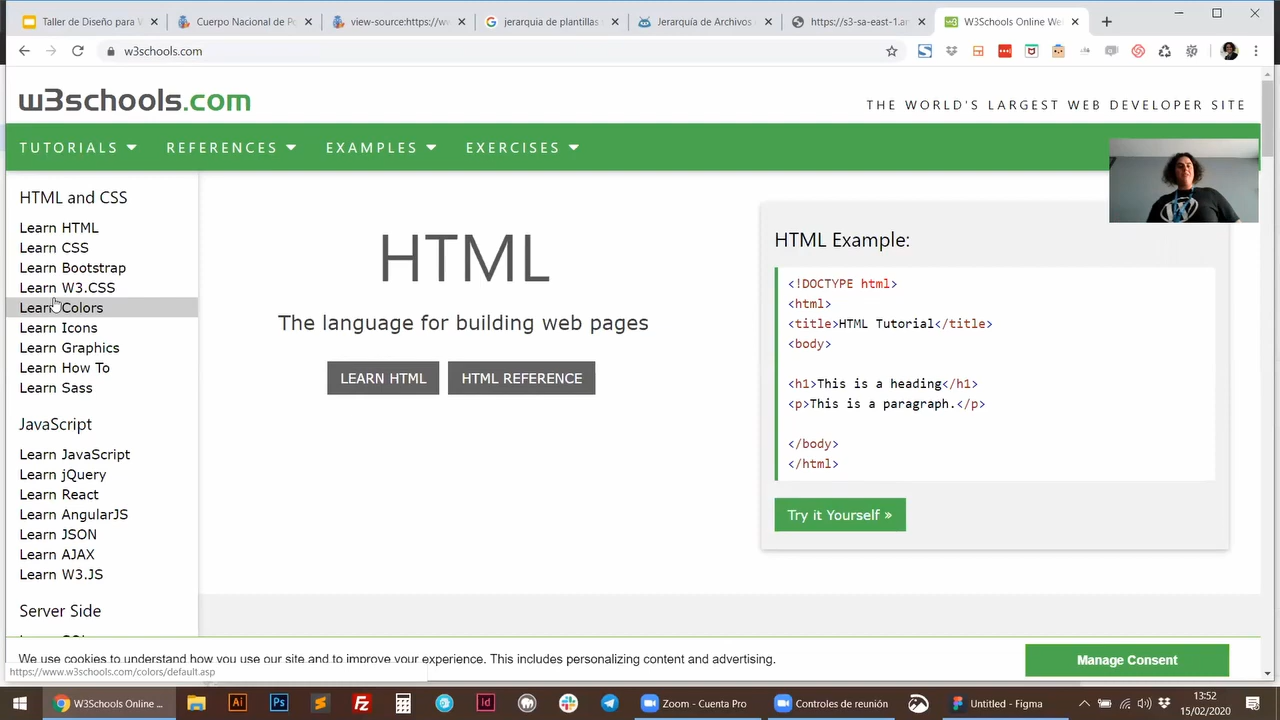 Taller de Diseño para W
Cuerpo Nacional de Po
view-source:https://w
jerarquia de plantillas
Jerarquía de Archivos
https://s3-sa-east-1.am
W3Schools Online We
w3schools.com
w3schools.com
THE WORLD'S LARGEST WEB DEVELOPER SITE
TUTORIALS
REFERENCES
EXAMPLES
EXERCISES
HTML and CSS
Learn HTML
Learn CSS
Learn Bootstrap
Learn W3.CSS
Learn Colors
Learn Icons
Learn Graphics
Learn How To
Learn Sass
JavaScript
Learn JavaScript
Learn jQuery
Learn React
Learn AngularJS
Learn JSON
Learn AJAX
Learn W3.JS
Server Side
HTML
The language for building web pages
LEARN HTML
HTML REFERENCE
HTML Example:
<!DOCTYPE html>
<html>
<title>HTML Tutorial</title>
<body>
<h1>This is a heading</h1>
<p>This is a paragraph.</p>
</body>
</html>
Try it Yourself »
We use cookies to understand how you use our site and to improve your experience. This includes personalizing content and advertising.
Manage Consent
https://www.w3schools.com/colors/default.asp
W3Schools Online ...
Ai
Ps
Id
Zoom - Cuenta Pro
Controles de reunión
Untitled - Figma
13:52
15/02/2020